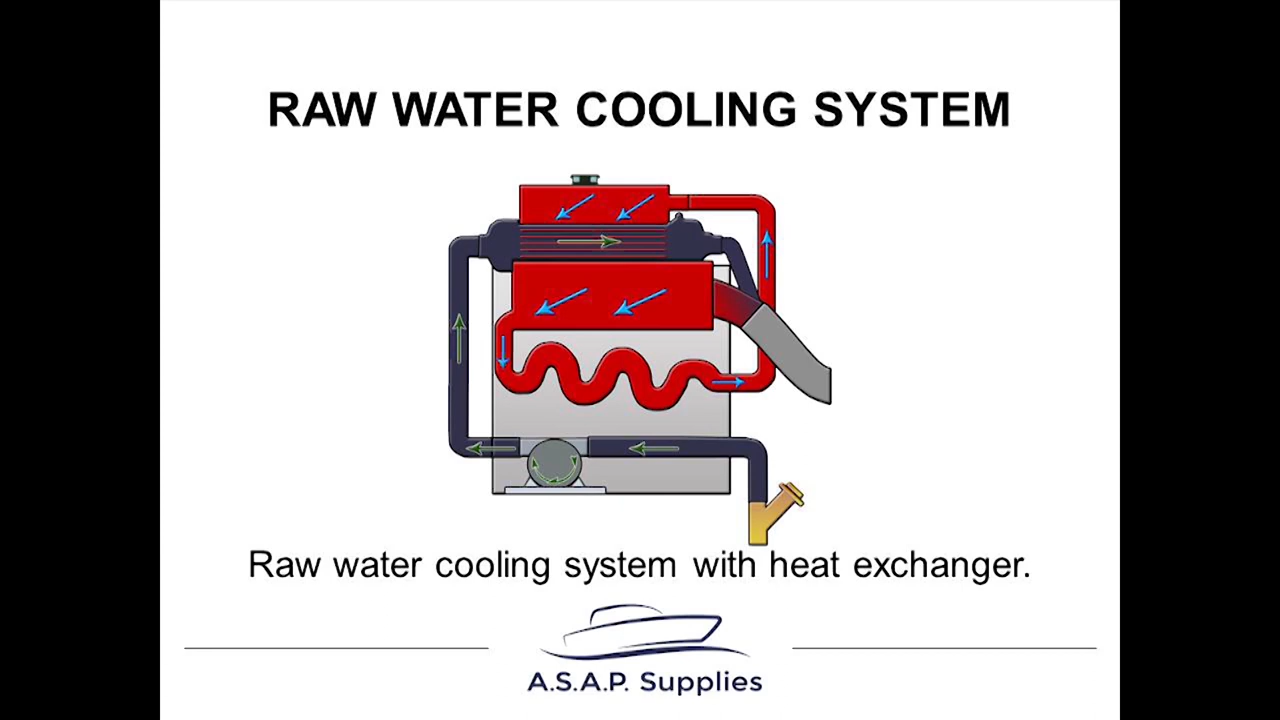 RAW WATER COOLING SYSTEM
Raw water cooling system with heat exchanger.
A.S.A.P. Supplies